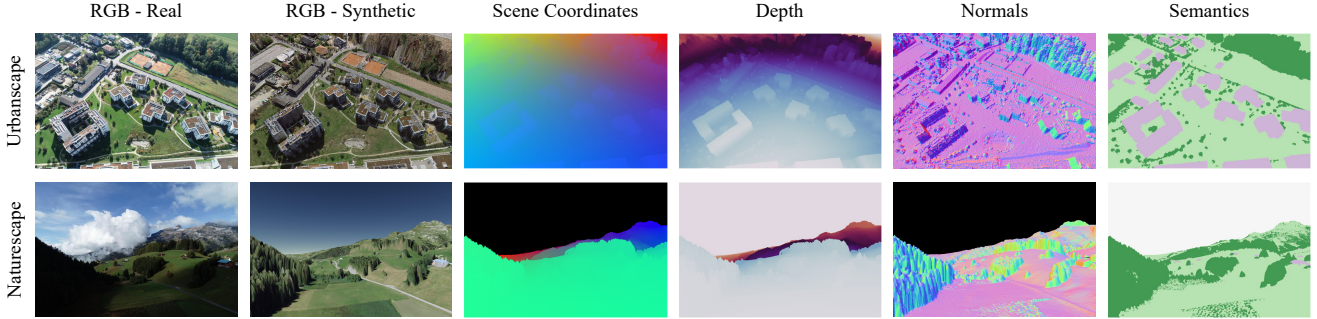 RGB - Real
RGB - Synthetic
Scene Coordinates
Depth
Normals
Semantics
Urbanscape
Naturescape